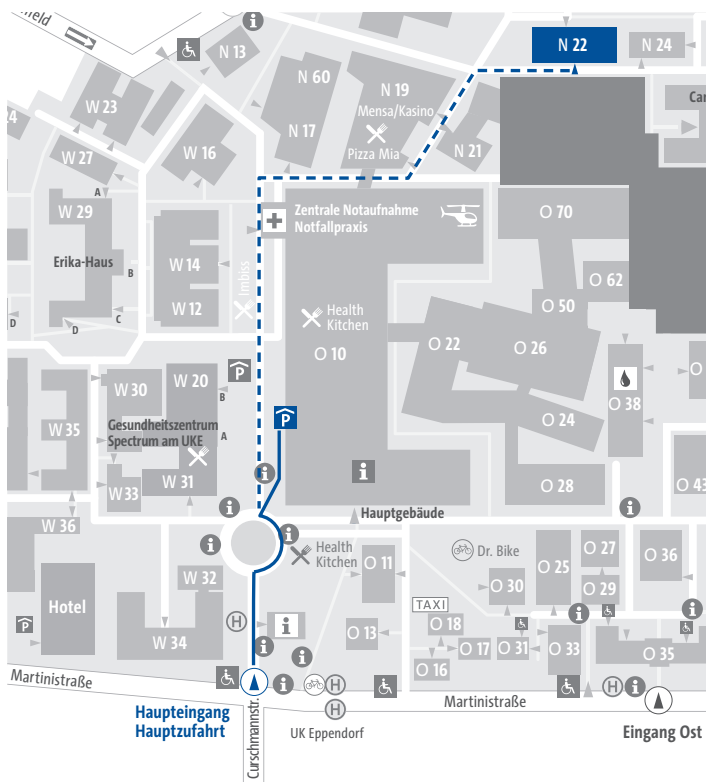 feld
N 13
N 22
N 24
N 60
N 19
Mensa/Kasino
W 23
Car
24
N 17
Pizza Mia
N 21
W 27
W 16
A
W 29
Zentrale Notaufnahme
Notfallpraxis
O 70
Erika-Haus
B
W 14
Imbiss
O 62
W 12
Health
Kitchen
O 50
C
D
D
O 10
O 22
O 26
P
W 30
W 20
B
O
O 38
P
O 24
Gesundheitszentrum
Spectrum am UKE
A
W 35
W 31
i
i
O 28
O 43
W 33
i
i
Hauptgebäude
W 36
i
i
Health
Kitchen
O 11
Dr. Bike
O 27
O 36
O 25
W 32
O 30
O 29
Hotel
TAXI
i
i
P
H
i
O 18
W 34
O 13
O 17
O 31
O 33
O 35
i
i
O 16
Martinistraße
i
H
H
i
Martinistraße
Haupteingang
Hauptzufahrt
Curschmannstr.
H
UK Eppendorf
Eingang Ost
i